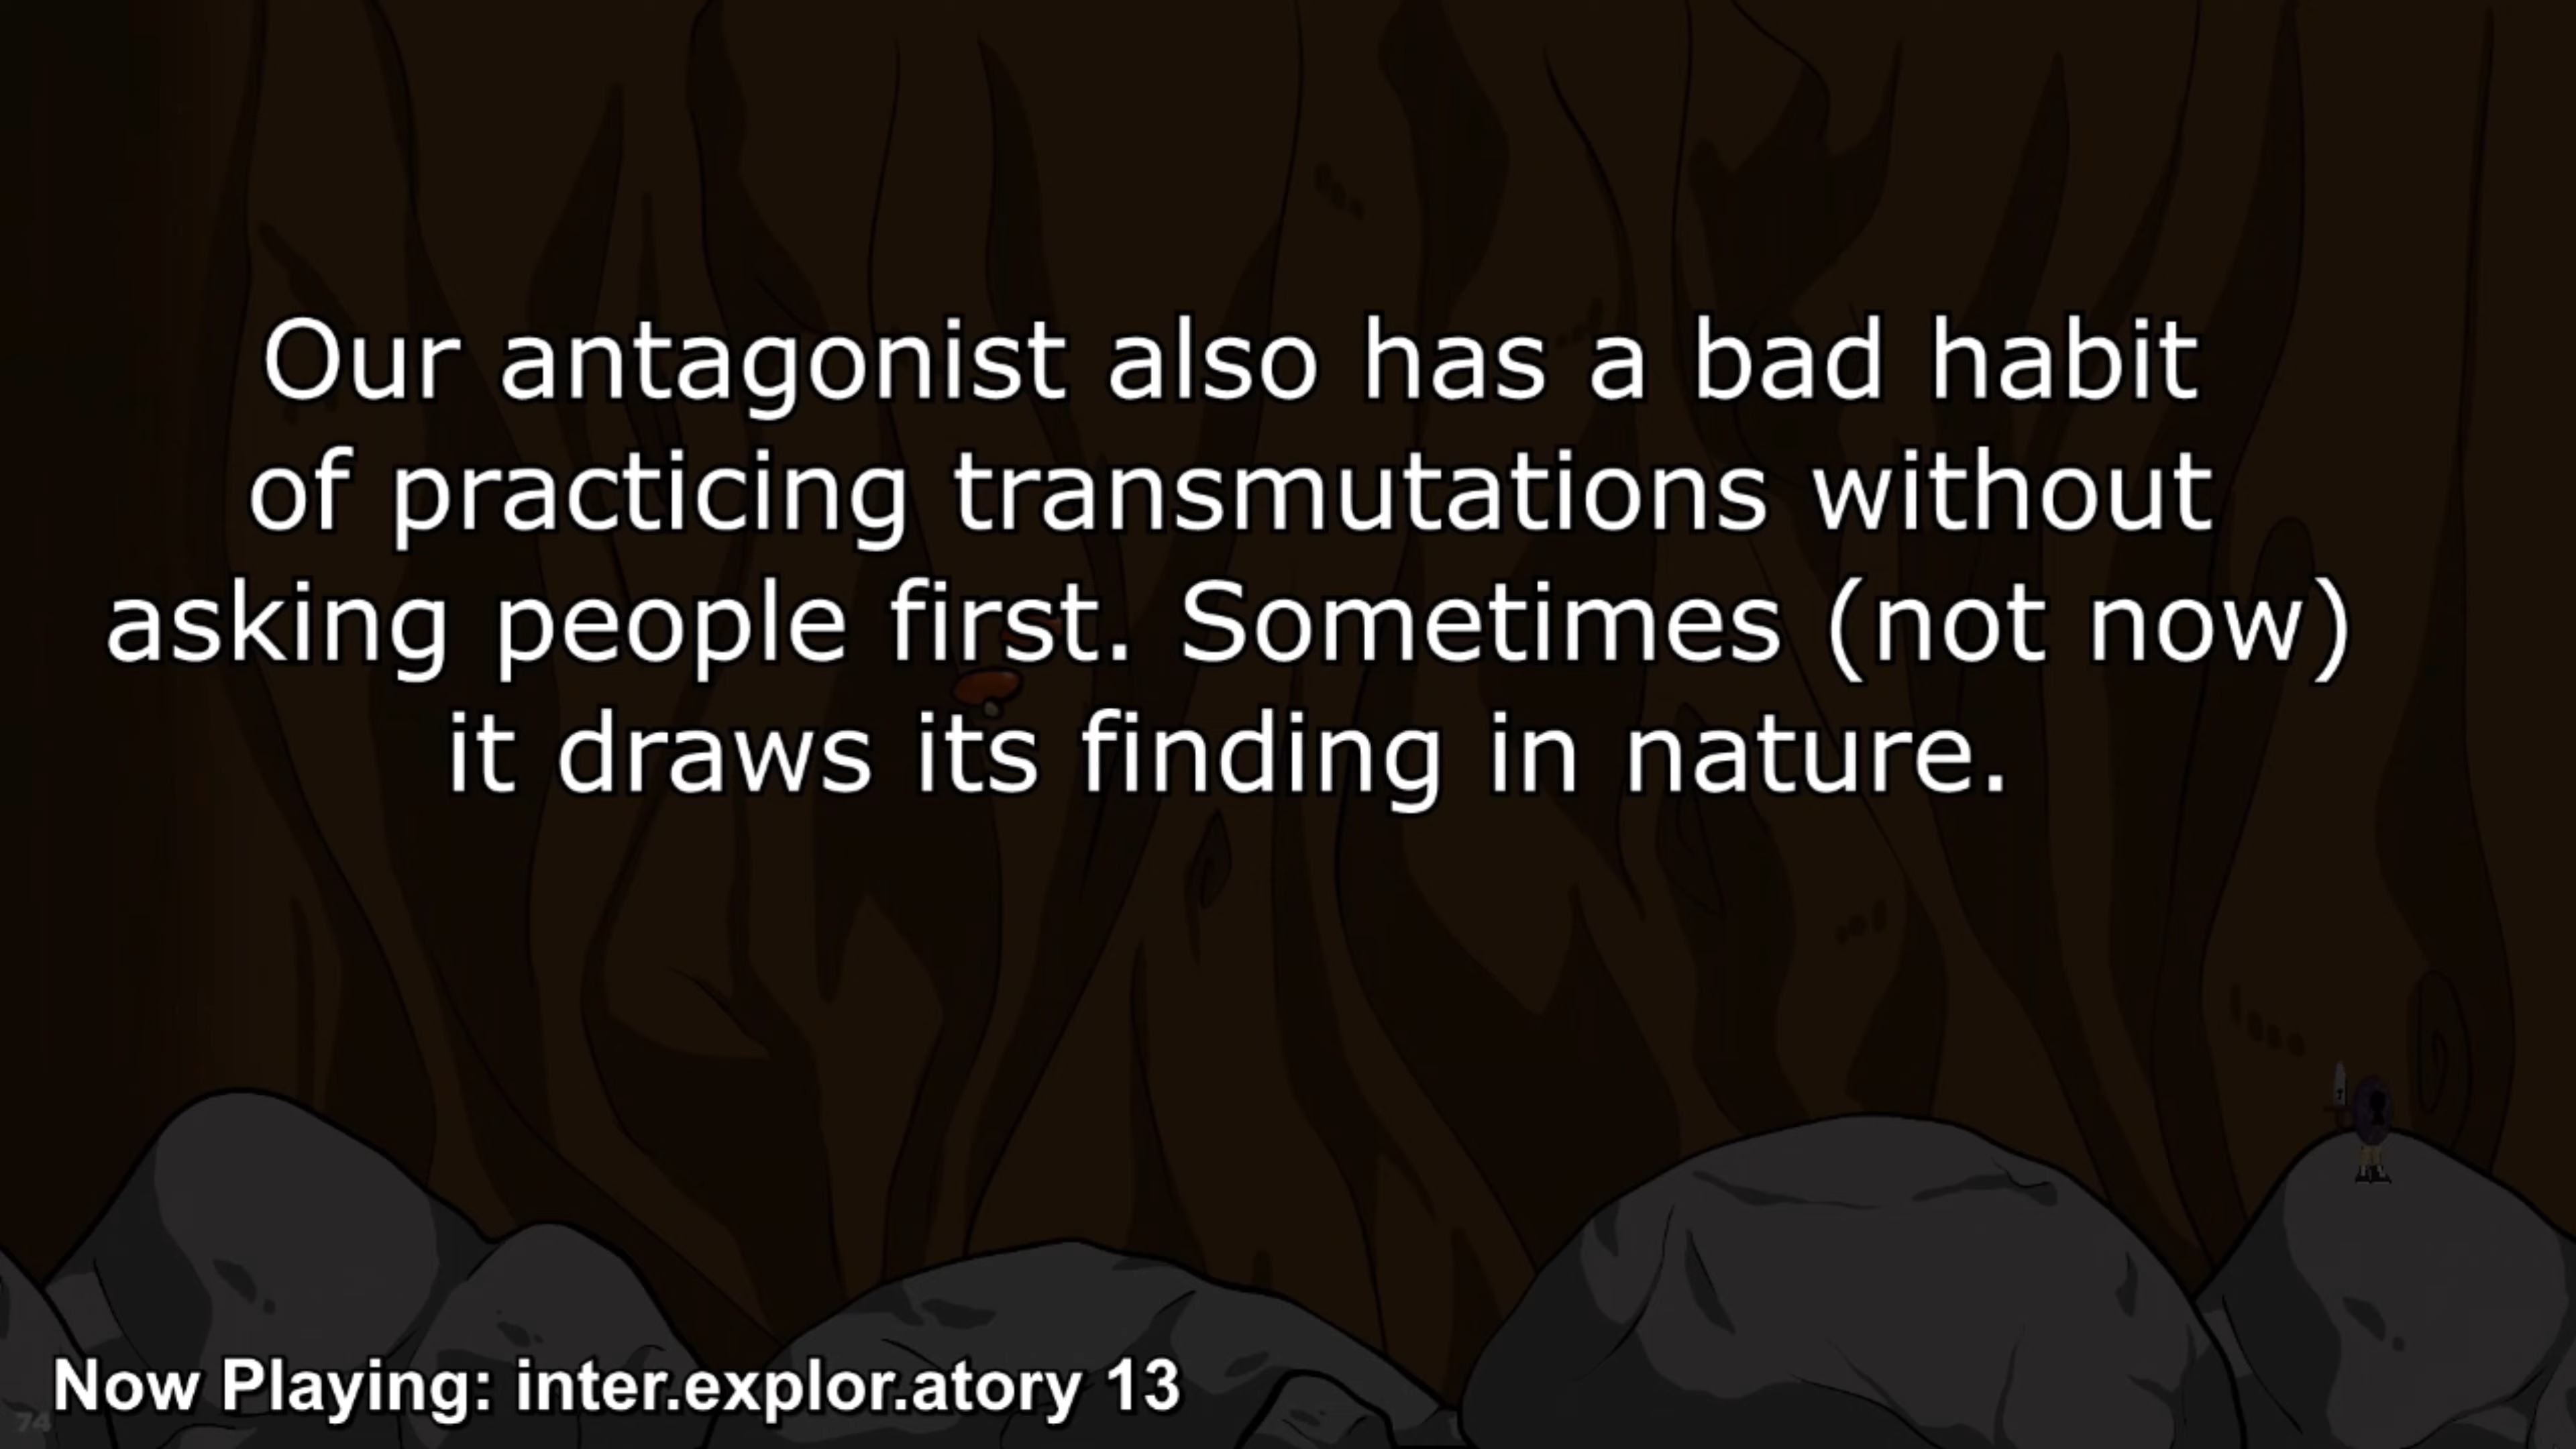 Our antagonist also has a bad habit
of practicing transmutations without
asking people first. Sometimes (not now)
it draws its finding in nature.
Now Playing: inter.explor.atory 13
74